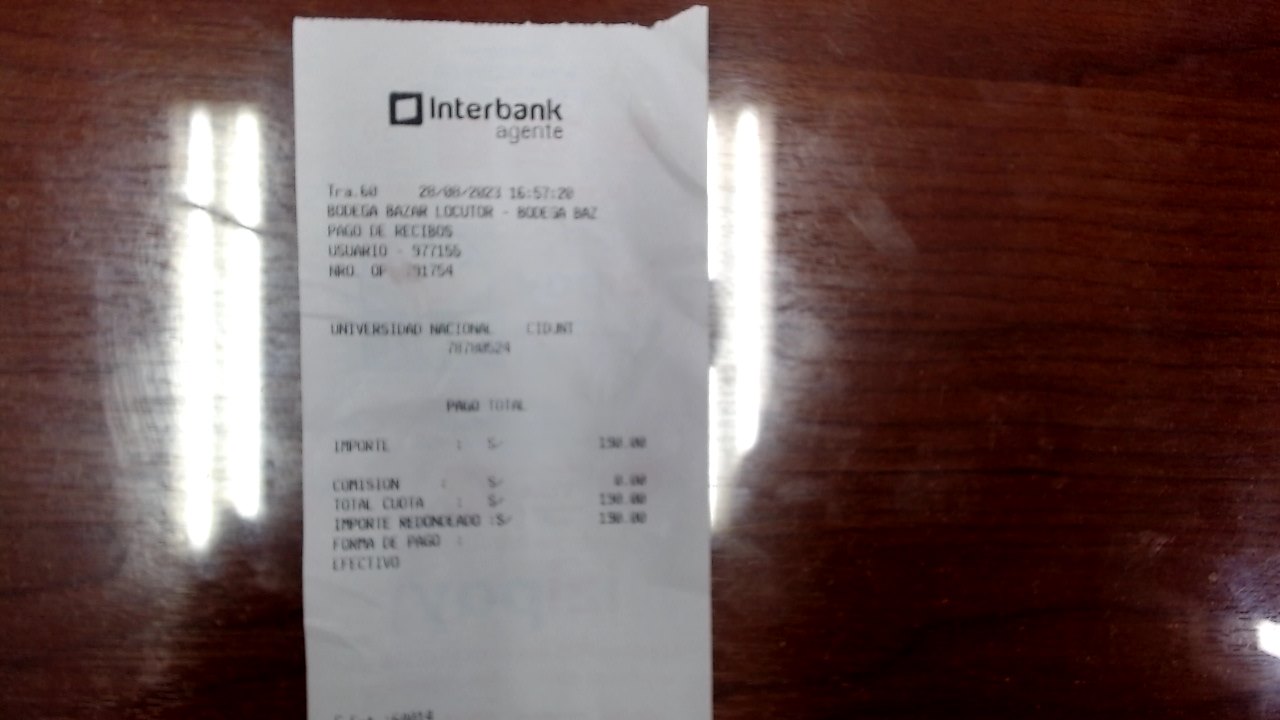 Interbank
agente
Tra.60 28/08/2023 16:57:20
BODEGA BAZAR LOCUTOR - BODEGA BAZ
PAGO DE RECIBOS
USUARIO - 977155
NRO. OP
UNIVERSIDAD NACIONAL CIDUNT
PAGO TOTAL
IMPORTE : S/ 190.00
COMISION : S/ 0.00
TOTAL CUOTA : S/ 190.00
IMPORTE REDONDEADO :S/ 190.00
FORMA DE PAGO :
EFECTIVO